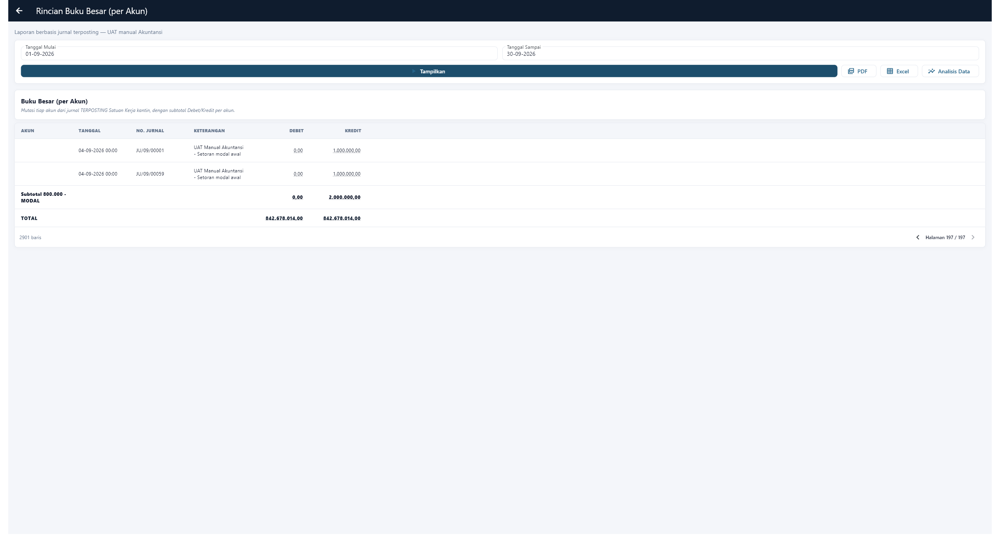 Rincian Buku Besar (per Akun)
Laporan berbasis jurnal terposting — UAT manual Akuntansi
Tanggal Mulai
01-09-2026
Tanggal Sampai
30-09-2026
Tampilkan
PDF
Excel
Analisis Data
Buku Besar (per Akun)
Mutasi tiap akun dari jurnal TERPOSTING Satuan Kerja kantin, dengan subtotal Debet/Kredit per akun.
AKUN TANGGAL NO. JURNAL KETERANGAN DEBET KREDIT
04-09-2026 00:00 JU/09/00001 UAT Manual Akuntansi
- Setoran modal awal 0,00 1.000.000,00
04-09-2026 00:00 JU/09/00059 UAT Manual Akuntansi
- Setoran modal awal 0,00 1.000.000,00
Subtotal 800.000 -
MODAL 0,00 2.000.000,00
TOTAL 842.678.014,00 842.678.014,00
2901 baris
Halaman 197 / 197